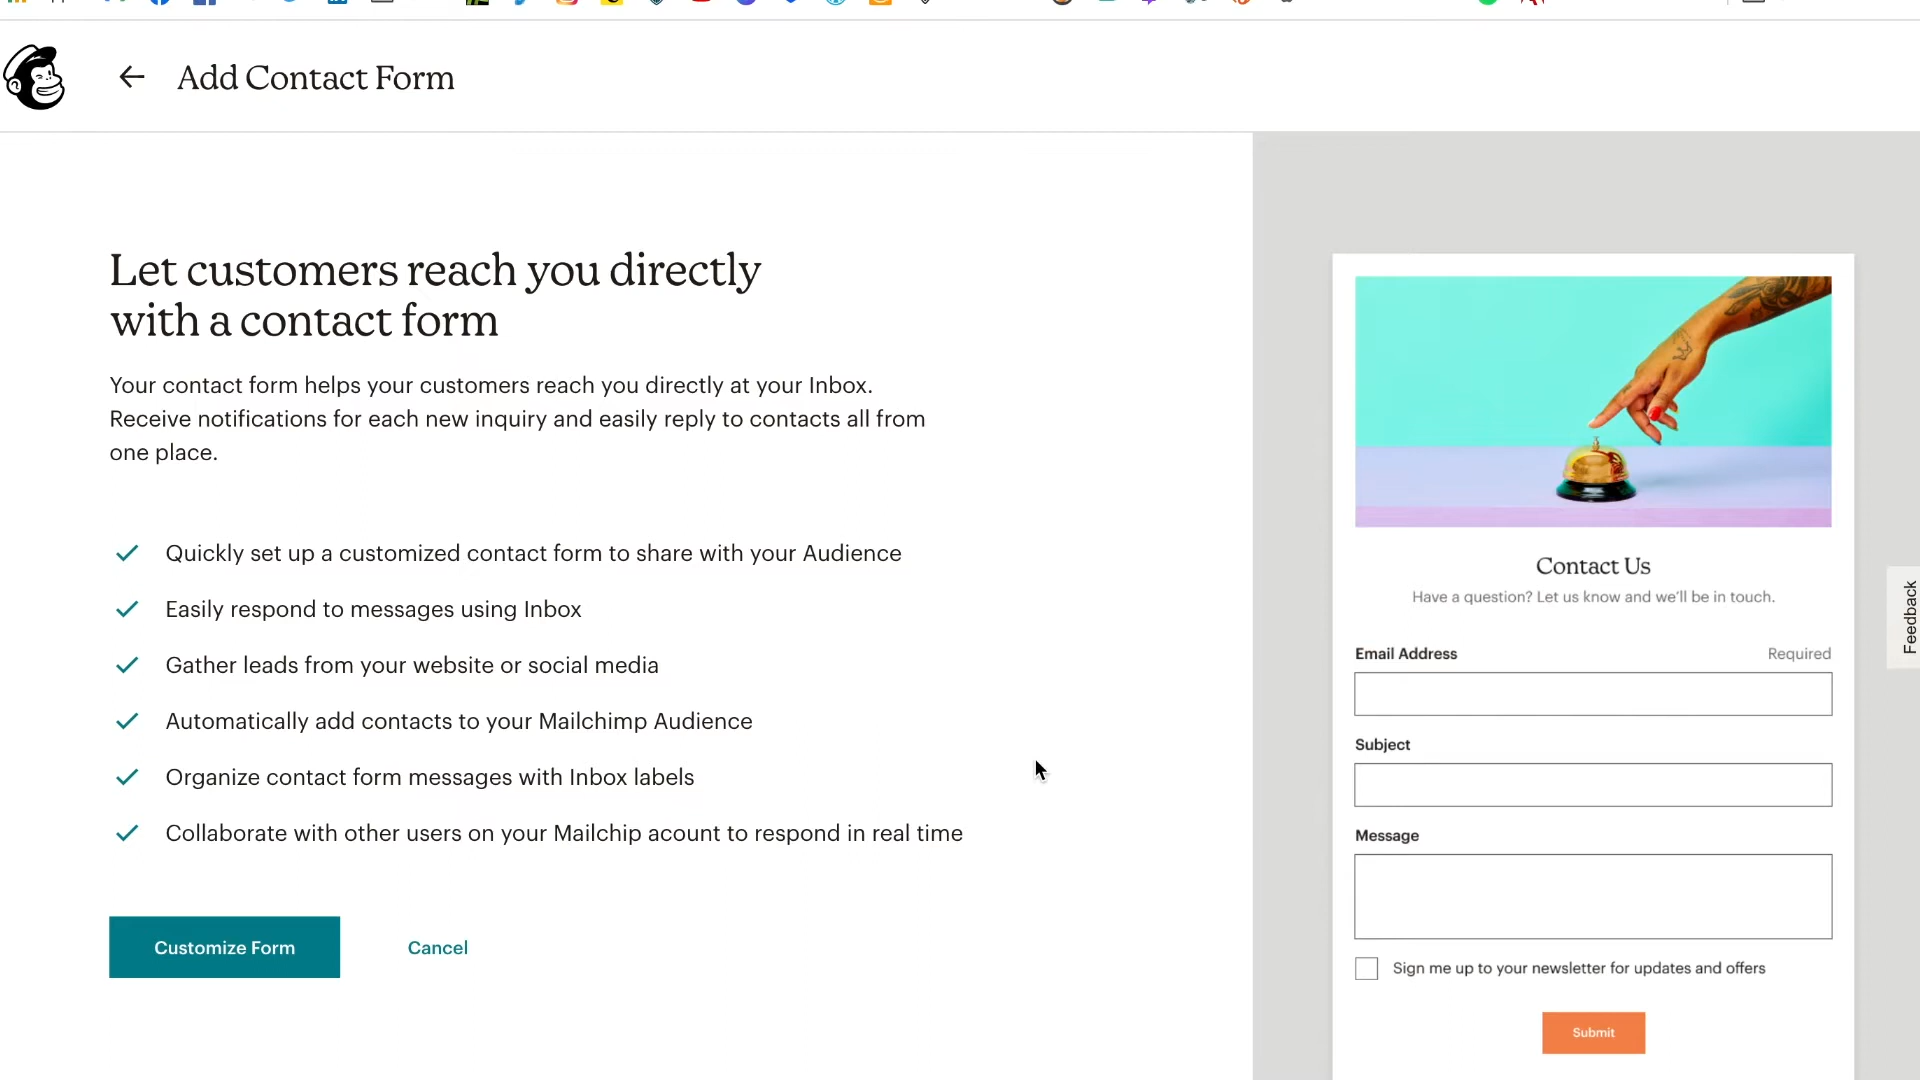 Add Contact Form
Let customers reach you directly
with a contact form
Your contact form helps your customers reach you directly at your Inbox.
Receive notifications for each new inquiry and easily reply to contacts all from
one place.
Quickly set up a customized contact form to share with your Audience
Easily respond to messages using Inbox
Gather leads from your website or social media
Automatically add contacts to your Mailchimp Audience
Organize contact form messages with Inbox labels
Collaborate with other users on your Mailchip acount to respond in real time
Customize Form
Cancel
Contact Us
Have a question? Let us know and we'll be in touch.
Email Address
Required
Subject
Message
Sign me up to your newsletter for updates and offers
Submit
Feedback